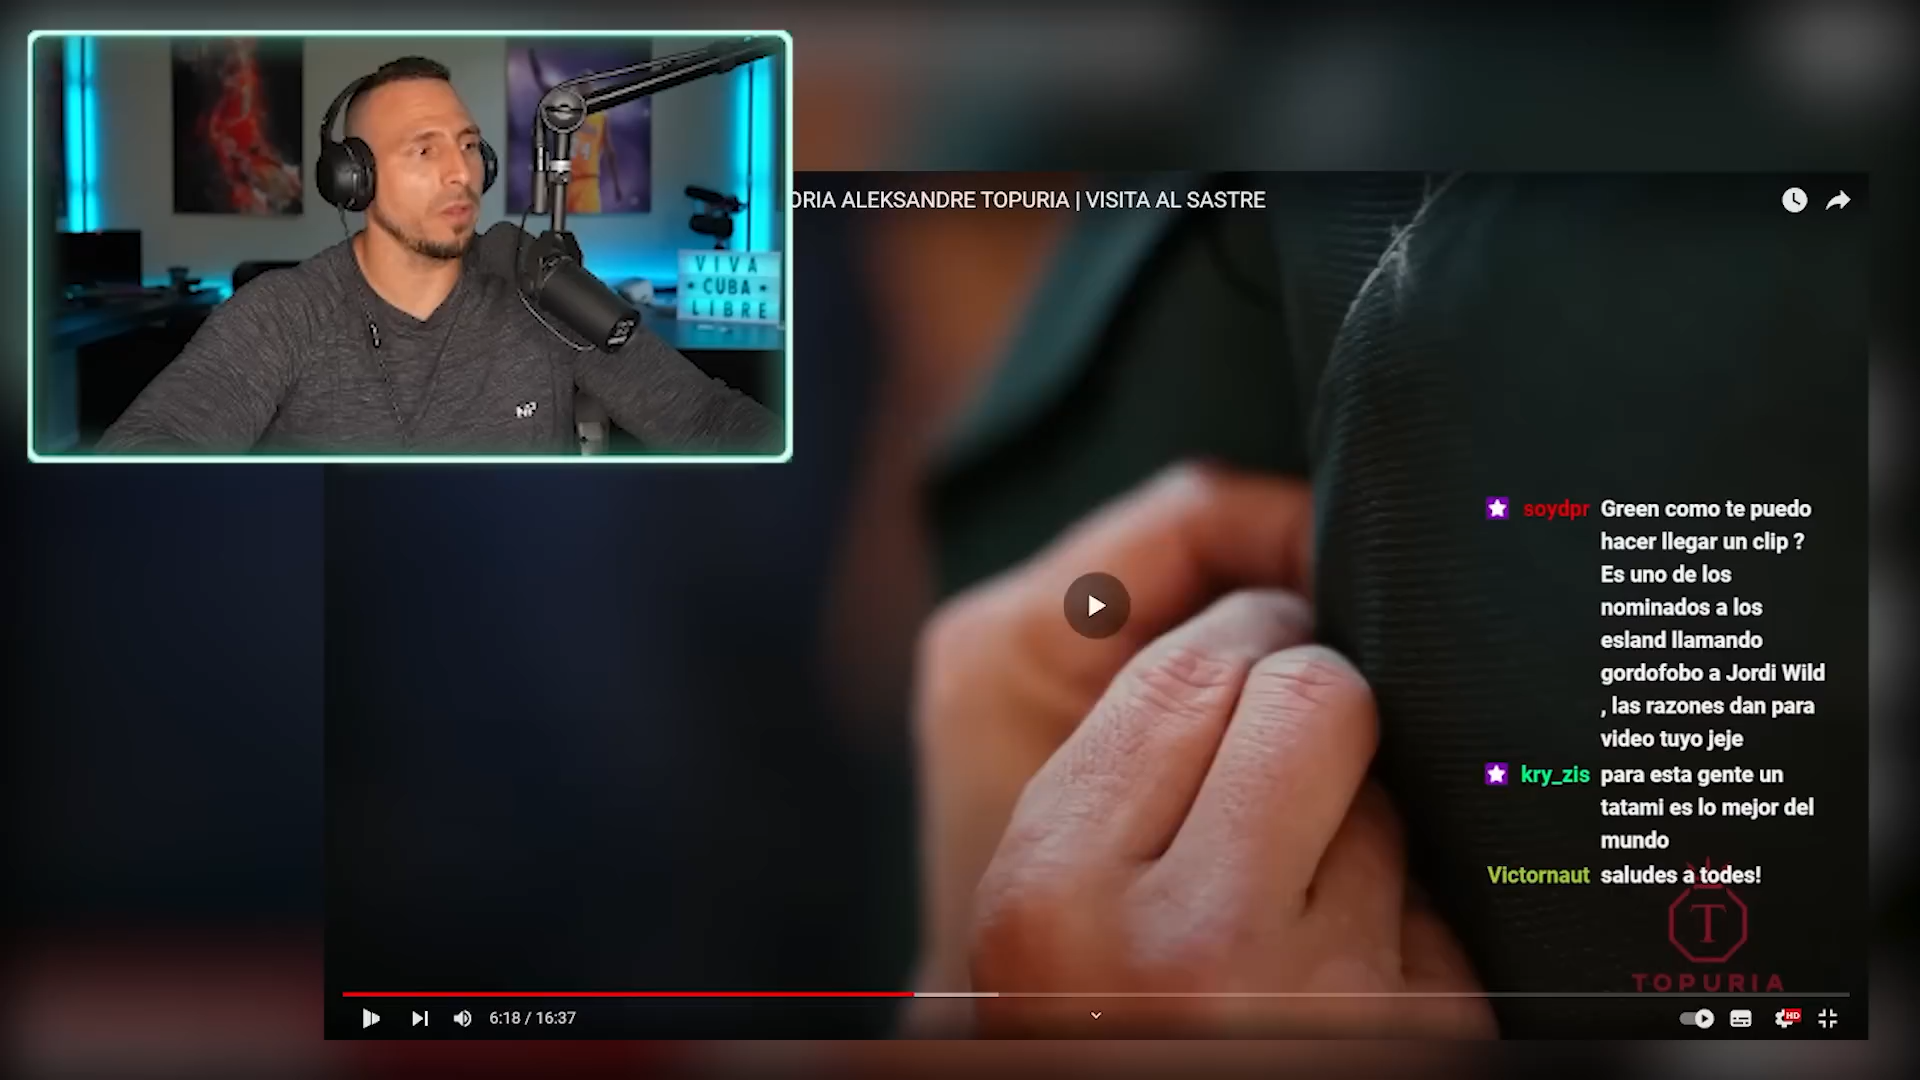 VIVA
CUBA
LIBRE
ORIA ALEKSANDRE TOPURIA | VISITA AL SASTRE
soydpr Green como te puedo
hacer llegar un clip ?
Es uno de los
nominados a los
esland llamando
gordofobo a Jordi Wild
, las razones dan para
video tuyo jeje
kry_zis para esta gente un
tatami es lo mejor del
mundo
Victornaut saludes a todes!
T
TOPURIA
6:18 / 16:37
HD